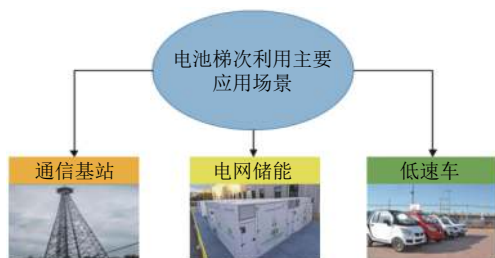 电池梯次利用主要
应用场景
通信基站
电网储能
低速车